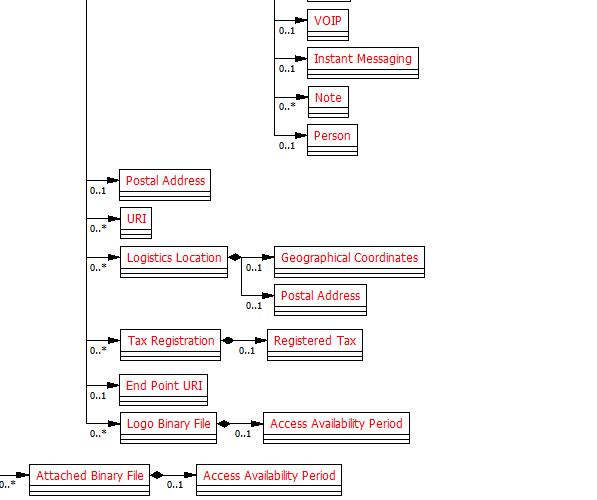 VOIP
0..1
Instant Messaging
0..1
Note
0..*
Person
0..1
Postal Address
0..1
URI
0..*
Logistics Location
Geographical Coordinates
0..*
0..1
Postal Address
0..1
Tax Registration
Registered Tax
0..*
0..1
End Point URI
0..1
Logo Binary File
Access Availability Period
0..*
0..1
Attached Binary File
Access Availability Period
0..*
0..1